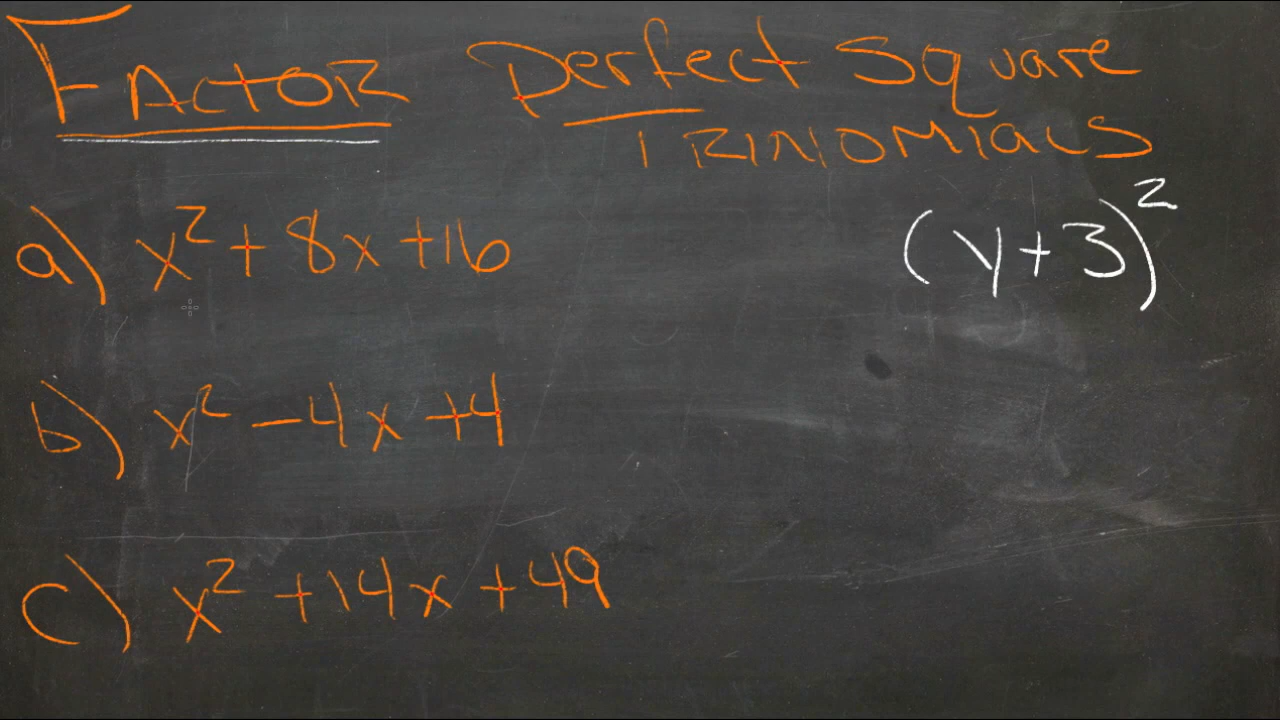 FACTOR Perfect Square
TRINOMIALS
a) x² + 8x + 16
(y + 3)²
b) x² - 4x + 4
c) x² + 14x + 49